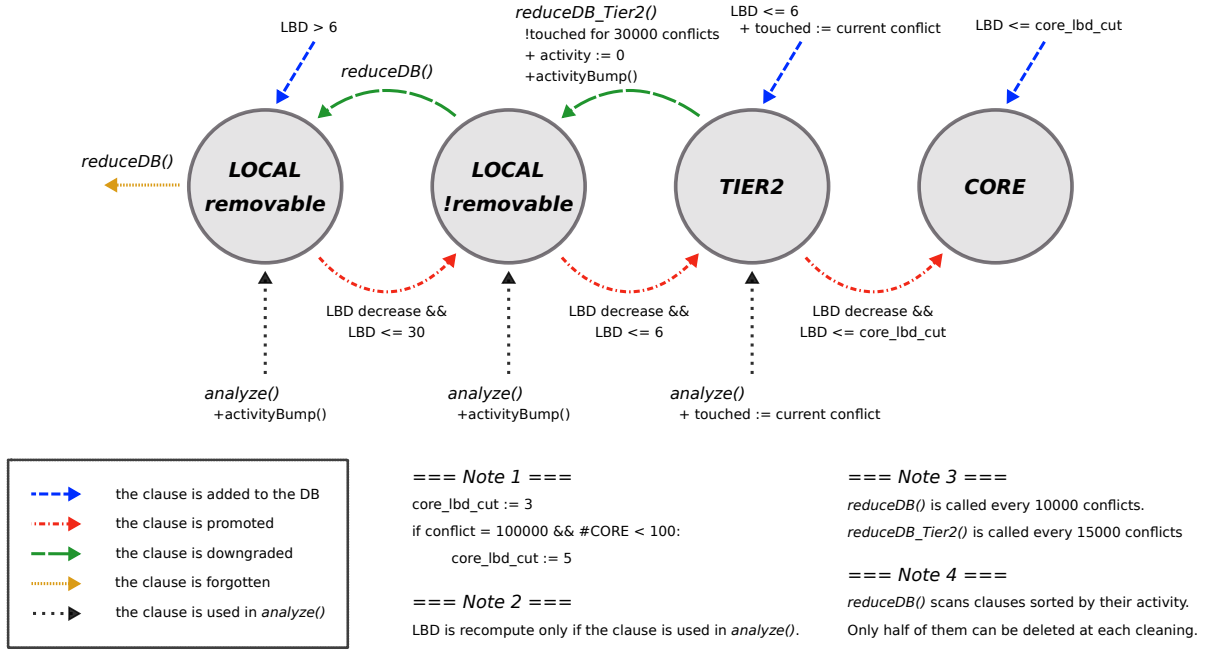 reduceDB_Tier2()
!touched for 30000 conflicts
+ activity := 0
+activityBump()
LBD <= 6
+ touched := current conflict
LBD > 6
LBD <= core_lbd_cut
reduceDB()
reduceDB()
LOCAL
removable
LOCAL
!removable
TIER2
CORE
LBD decrease &&
LBD <= 30
LBD decrease &&
LBD <= 6
LBD decrease &&
LBD <= core_lbd_cut
analyze()
+activityBump()
analyze()
+activityBump()
analyze()
+ touched := current conflict
the clause is added to the DB
the clause is promoted
the clause is downgraded
the clause is forgotten
the clause is used in analyze()
=== Note 1 ===
core_lbd_cut := 3
if conflict = 100000 && #CORE < 100:
core_lbd_cut := 5
=== Note 2 ===
LBD is recompute only if the clause is used in analyze().
=== Note 3 ===
reduceDB() is called every 10000 conflicts.
reduceDB_Tier2() is called every 15000 conflicts
=== Note 4 ===
reduceDB() scans clauses sorted by their activity.
Only half of them can be deleted at each cleaning.